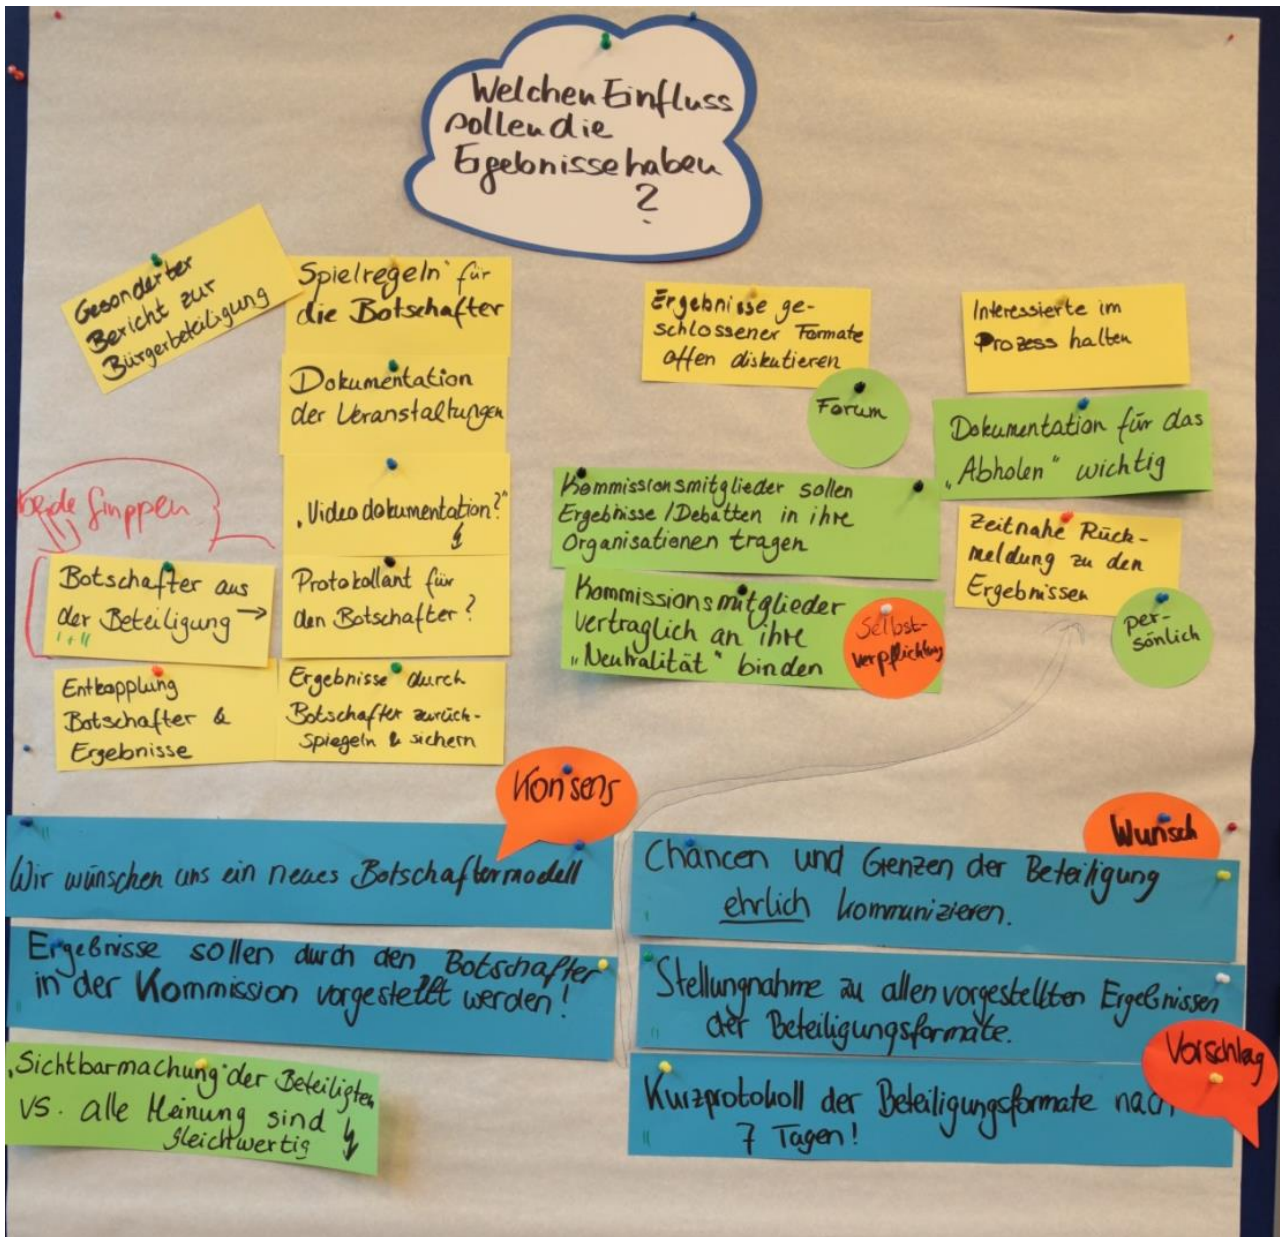 Welchen Einfluss
sollen die
Egebnisse haben
?
Gesonderter
Bericht zur
Bürgerbeteiligung
Spielregeln" für
die Botschafter
Dokumentation
der Veranstaltungen
„Videodokumentation?"
beide
Botschafter aus
der Beteiligung →
1+11
Protokollant für
den Botschafter?
Entkopplung
Botschafter &
Ergebnisse
Ergebnisse durch
Botschafter zurück-
spiegeln & sichern
Ergebnisse ge-
schlossener Formate
offen diskutieren
Forum
Kommissionsmitglieder sollen
Ergebnisse/Debatten in ihre
Organisationen tragen
Kommissionsmitglieder
vertraglich an ihre
„Neutralität" binden
Selbst-
verpflichtung
Interessierte im
Prozess halten
Dokumentation für das
„Abholen" wichtig
Zeitnahe Rück-
meldung zu den
Ergebnissen
per-
sönlich
Konsens
Wir wünschen uns ein neues Botschaftermodell
Ergebnisse sollen durch den Botschafter
in der Kommission vorgestellt werden!
„Sichtbarmachung" der Beteiligten
vs. alle Meinung sind
gleichwertig
Wunsch
Chancen und Grenzen der Beteiligung
ehrlich kommunizieren.
Stellungnahme zu allen vorgestellten Ergebnissen
der Beteiligungsformate.
Vorschlag
Kurzprotokoll der Beteiligungsformate nach
7 Tagen!